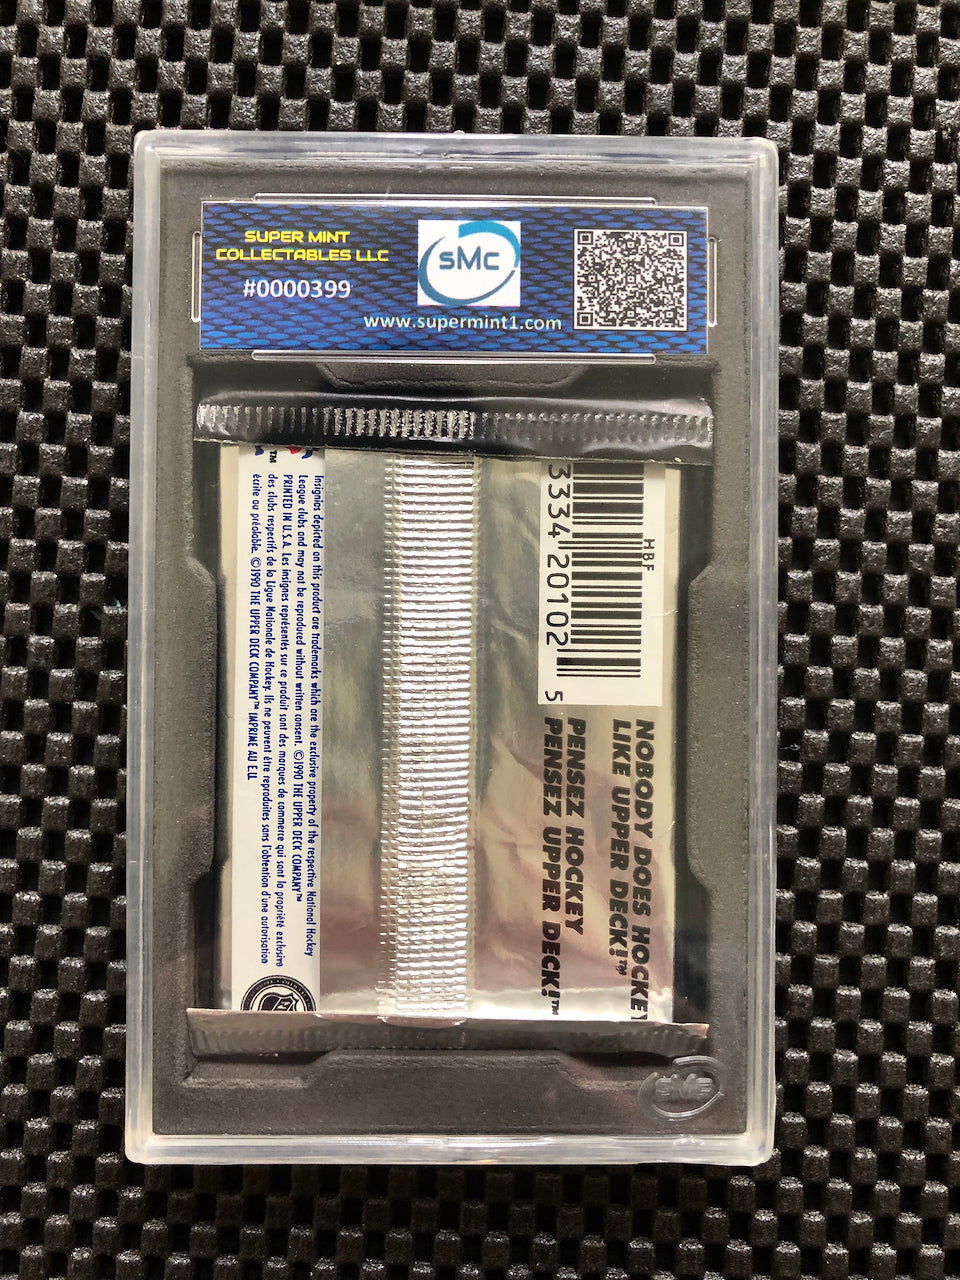 SUPER MINT
COLLECTABLES LLC
#0000399
sMc
www.supermint1.com
HBF
3334 20102 5
NOBODY DOES HOCKEY
LIKE UPPER DECK!™
PENSEZ HOCKEY
PENSEZ UPPER DECK!™
Insignias depicted on this product are trademarks which are the exclusive property of the respective National Hockey
League clubs and may not be reproduced without written consent. ©1990 THE UPPER DECK COMPANY™
PRINTED IN U.S.A. Les insignes représentés sur ce produit sont des marques de commerce qui sont la propriété exclusive
des clubs respectifs de la Ligue Nationale de Hockey. Ils ne peuvent être reproduites sans l'obtention d'une autorisation
écrite au préalable. ©1990 THE UPPER DECK COMPANY™ IMPRIME AU E.U.
™
SMC